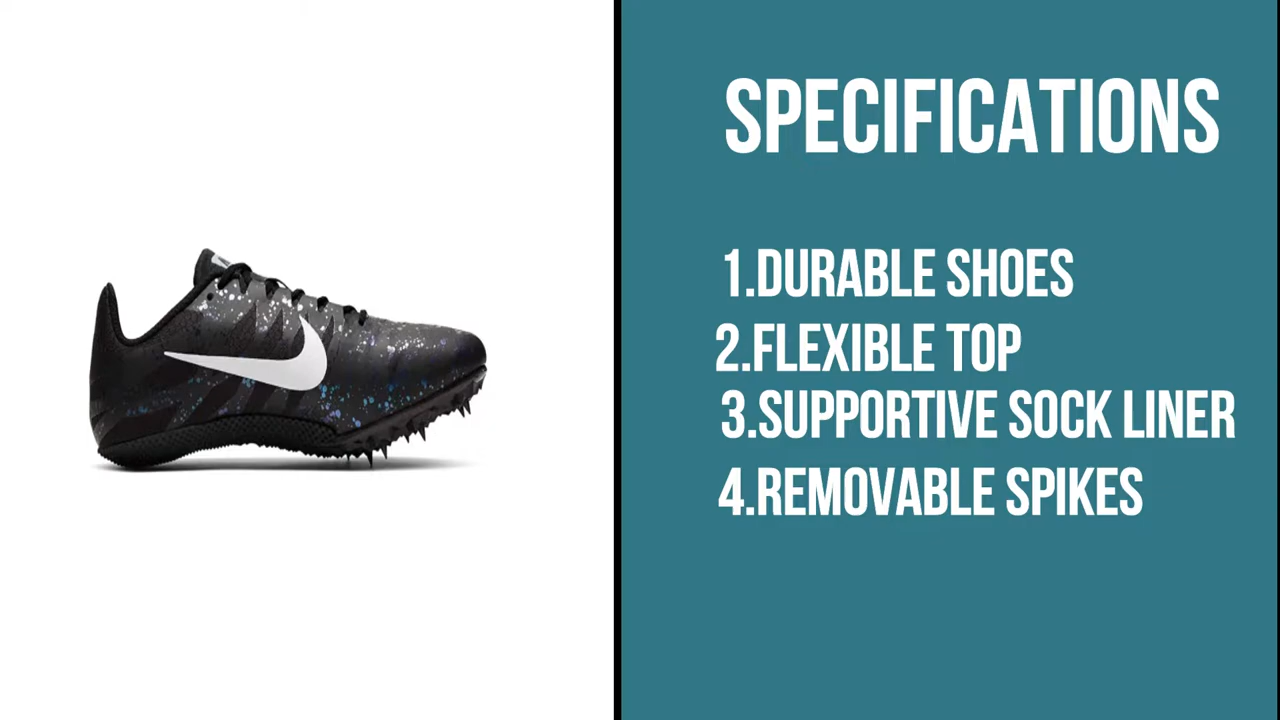 SPECIFICATIONS
1.DURABLE SHOES
2.FLEXIBLE TOP
3.SUPPORTIVE SOCK LINER
4.REMOVABLE SPIKES